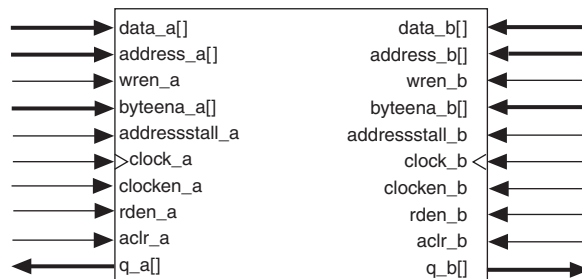 data_a[] data_b[]
address_a[] address_b[]
wren_a wren_b
byteena_a[] byteena_b[]
addressstall_a addressstall_b
clock_a clock_b
clocken_a clocken_b
rden_a rden_b
aclr_a aclr_b
q_a[] q_b[]